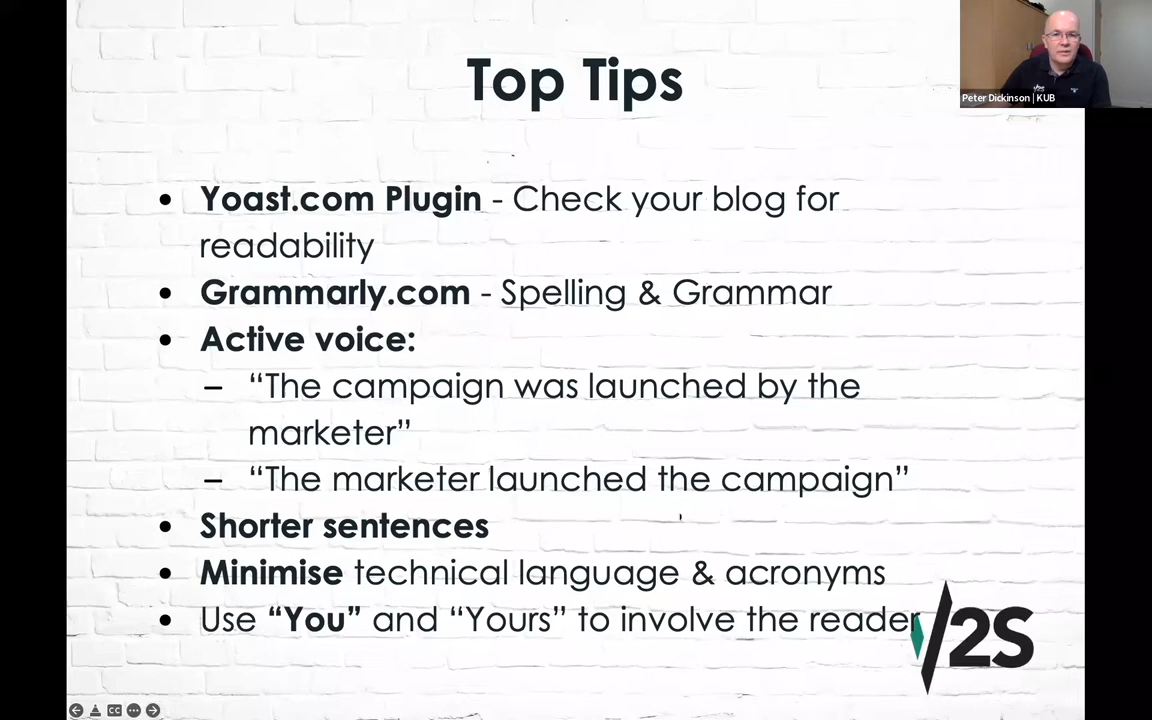 Top Tips
Peter Dickinson | KUB
• Yoast.com Plugin - Check your blog for
readability
• Grammarly.com - Spelling & Grammar
• Active voice:
– “The campaign was launched by the
marketer”
– “The marketer launched the campaign”
• Shorter sentences
• Minimise technical language & acronyms
• Use “You” and “Yours” to involve the reader
/2S
CC